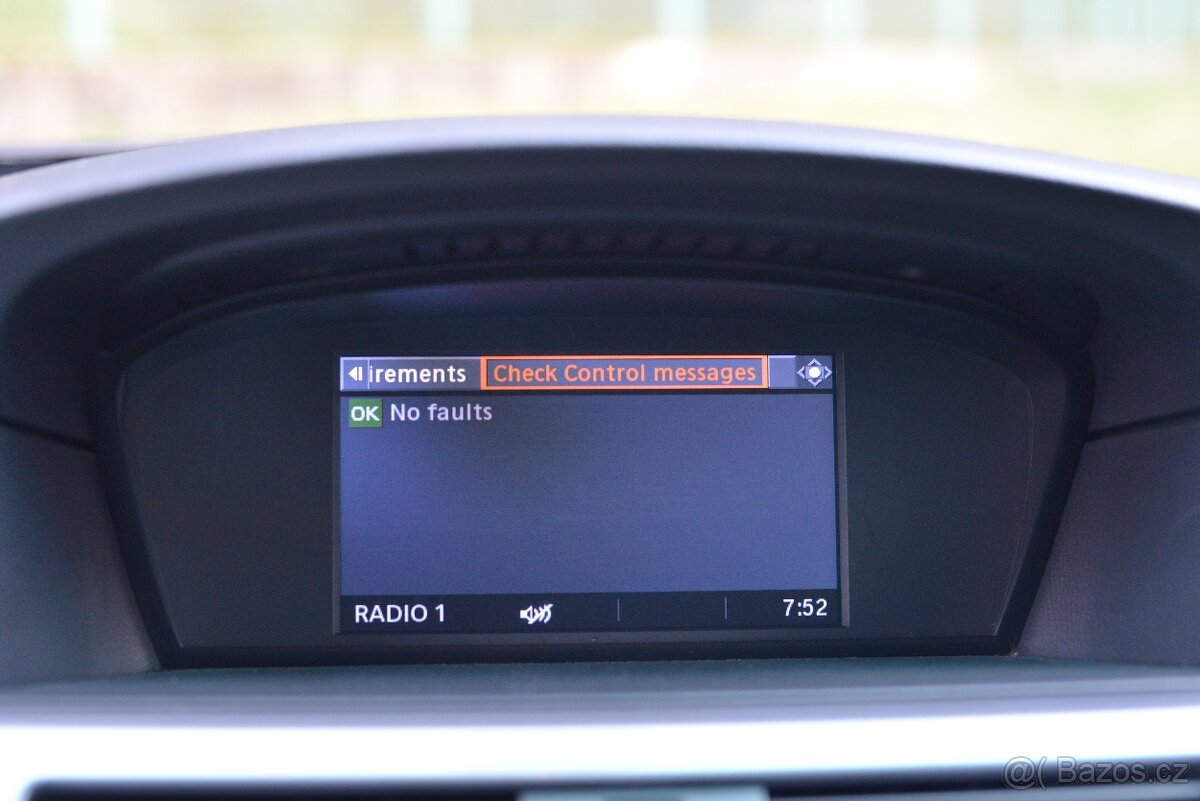 irements Check Control messages
OK No faults
RADIO 1 7:52
@( Bazos.cz